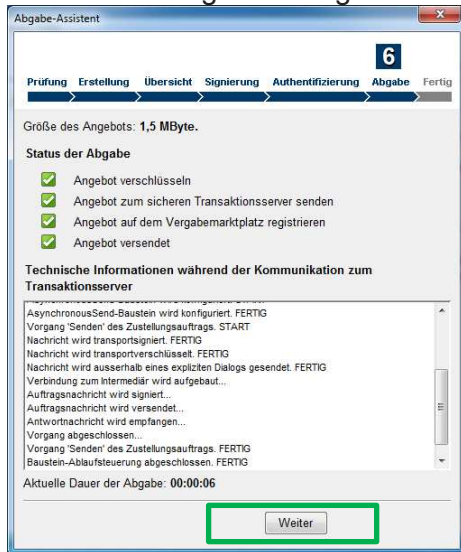 Abgabe-Assistent
6
Prüfung Erstellung Übersicht Signierung Authentifizierung Abgabe Fertig
Größe des Angebots: 1,5 MByte.
Status der Abgabe
Angebot verschlüsseln
Angebot zum sicheren Transaktionsserver senden
Angebot auf dem Vergabemarktplatz registrieren
Angebot versendet
Technische Informationen während der Kommunikation zum
Transaktionsserver
AsynchronousSend-Baustein wird konfiguriert. FERTIG
Vorgang 'Senden' des Zustellungsauftrags. START
Nachricht wird transportsigniert. FERTIG
Nachricht wird transportverschlüsselt. FERTIG
Nachricht wird ausserhalb eines expliziten Dialogs gesendet. FERTIG
Verbindung zum Intermediär wird aufgebaut...
Auftragsnachricht wird signiert...
Auftragsnachricht wird versendet...
Antwortnachricht wird empfangen...
Vorgang abgeschlossen...
Vorgang 'Senden' des Zustellungsauftrags. FERTIG
Baustein-Ablaufsteuerung abgeschlossen. FERTIG
Aktuelle Dauer der Abgabe: 00:00:06
Weiter